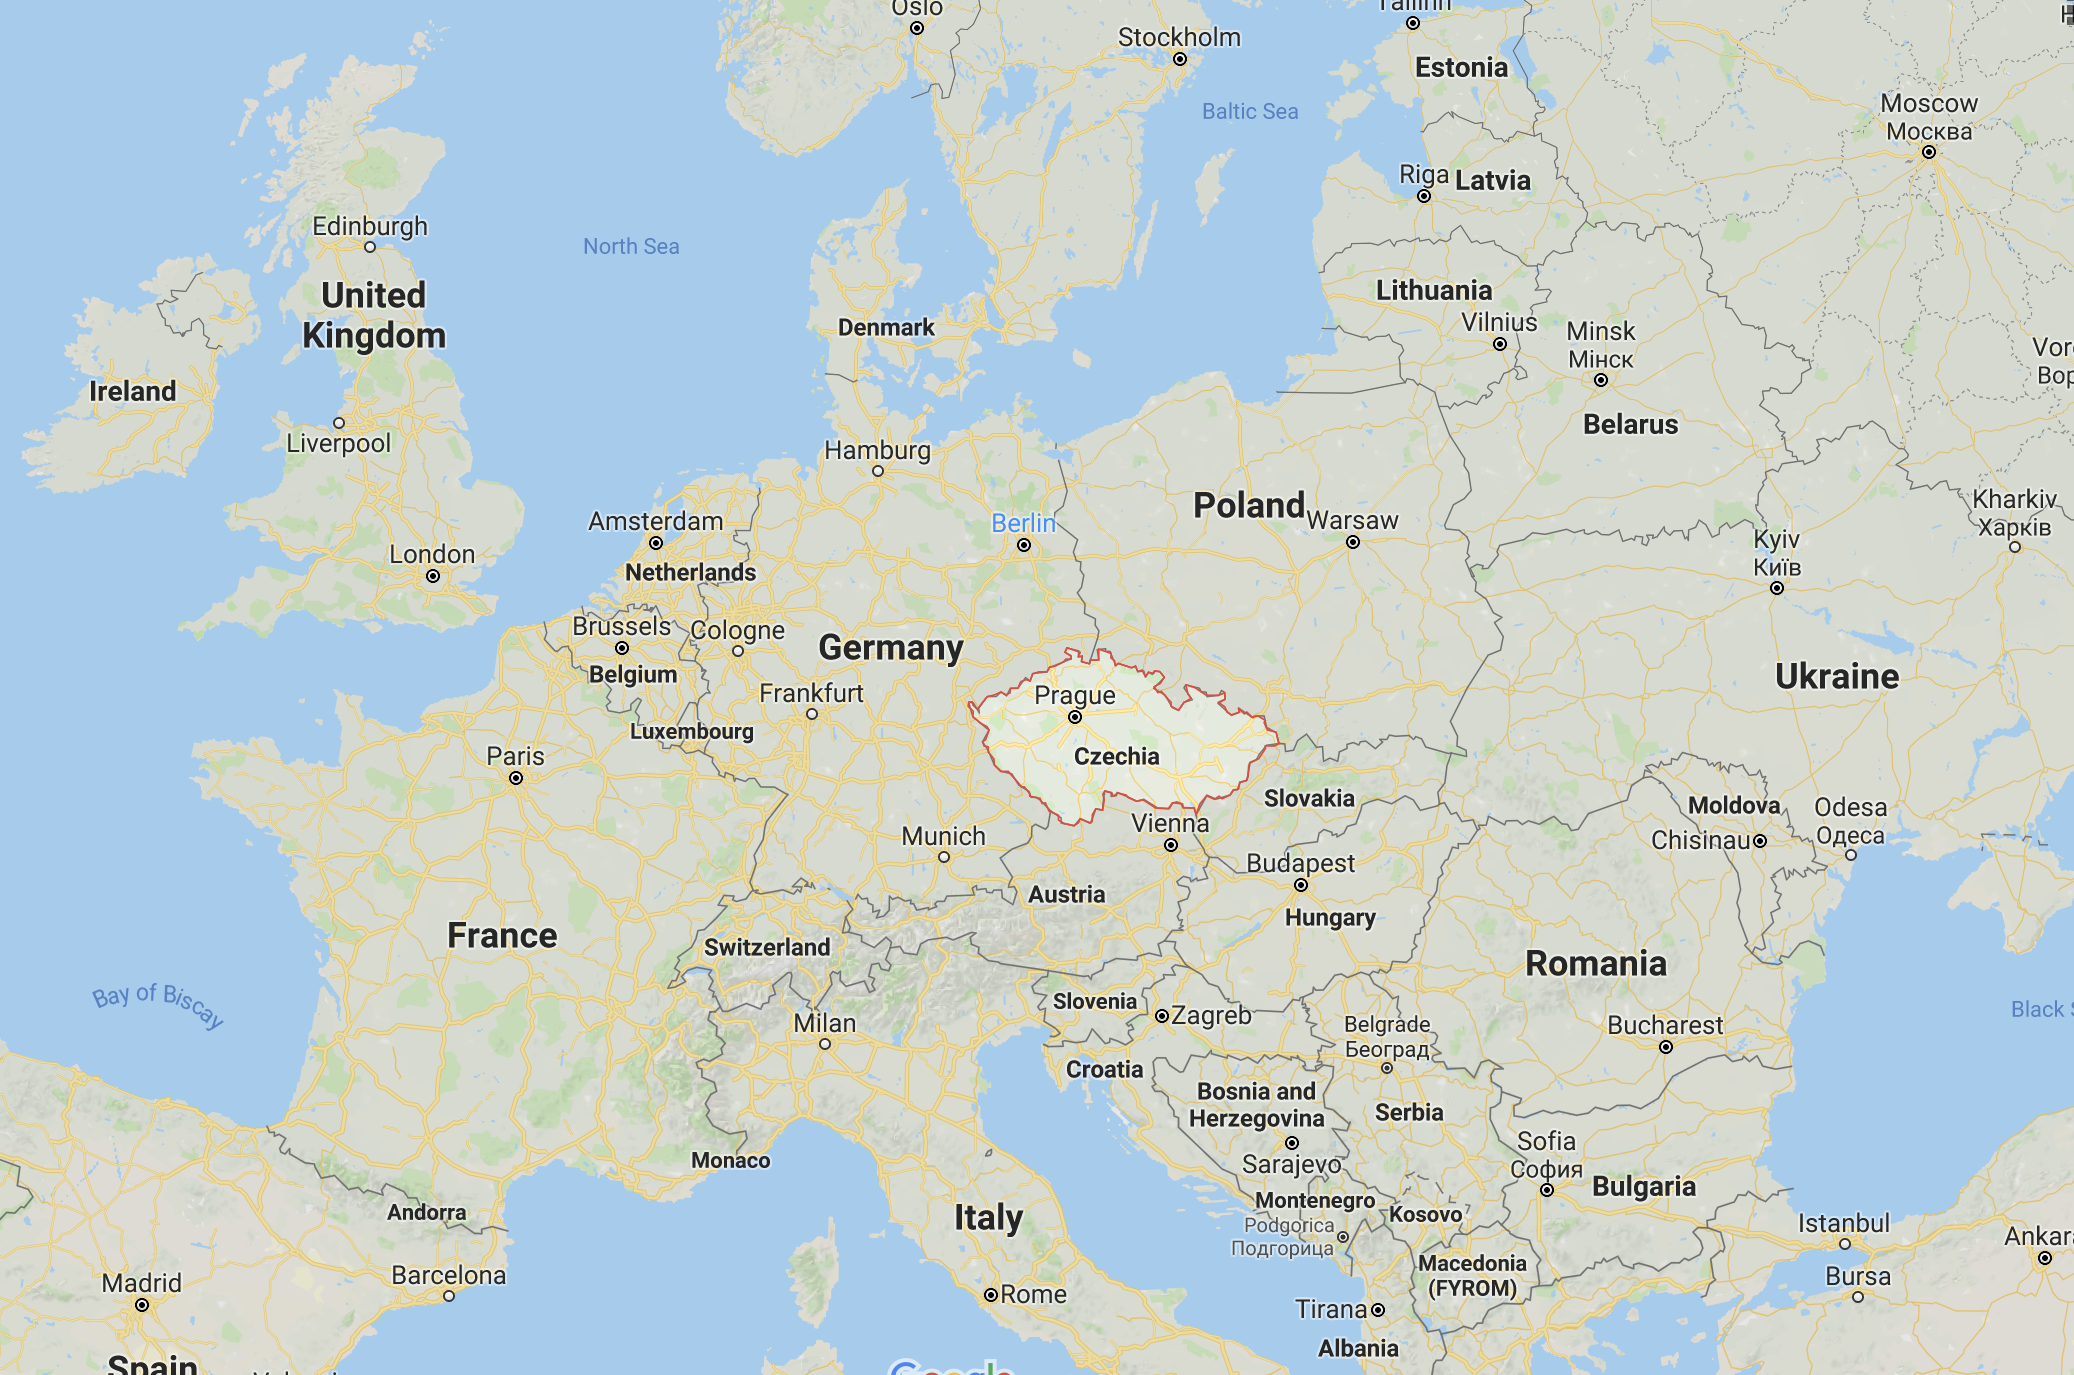 Oslo
Stockholm
Tallinn
Estonia
Baltic Sea
Moscow
Москва
Riga
Latvia
Edinburgh
North Sea
United
Kingdom
Denmark
Lithuania
Vilnius
Minsk
Мінск
Ireland
Liverpool
Belarus
Hamburg
Poland
Warsaw
Kharkiv
Харків
Amsterdam
Berlin
London
Netherlands
Kyiv
Київ
Brussels
Cologne
Germany
Belgium
Ukraine
Frankfurt
Prague
Luxembourg
Paris
Czechia
Slovakia
Moldova
Odesa
Одеса
Vienna
Munich
Chisinau
Budapest
Austria
Hungary
France
Switzerland
Romania
Bay of Biscay
Slovenia
Zagreb
Black S
Milan
Belgrade
Београд
Bucharest
Croatia
Bosnia and
Herzegovina
Serbia
Sarajevo
Sofia
София
Monaco
Bulgaria
Montenegro
Kosovo
Podgorica
Подгорица
Andorra
Italy
Istanbul
Ankara
Macedonia
(FYROM)
Madrid
Barcelona
Bursa
Rome
Tirana
Albania
Spain
Google